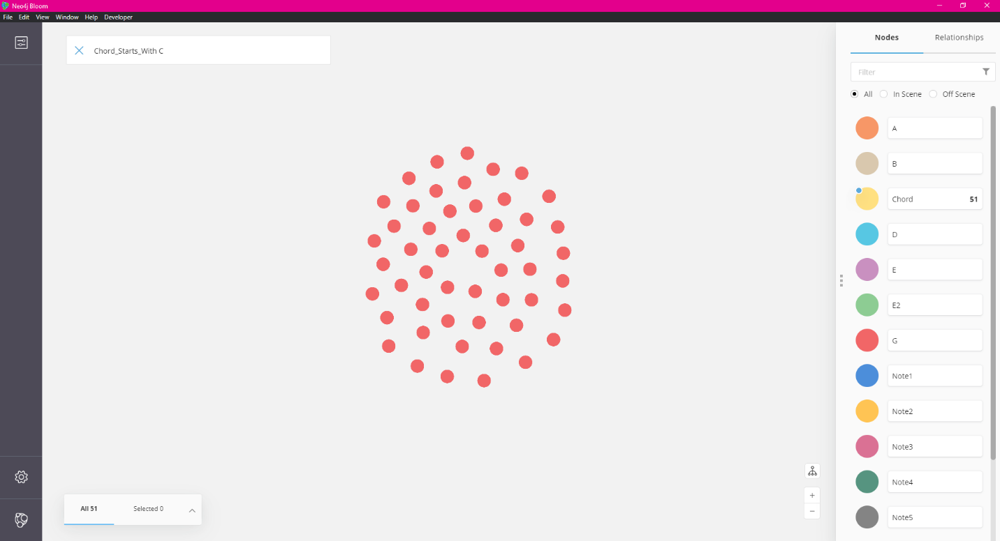 Neo4j Bloom
File Edit View Window Help Developer
Chord_Starts_With C
Nodes Relationships
Filter
All In Scene Off Scene
A
B
Chord 51
D
E
E2
G
Note1
Note2
Note3
Note4
Note5
All 51 Selected 0